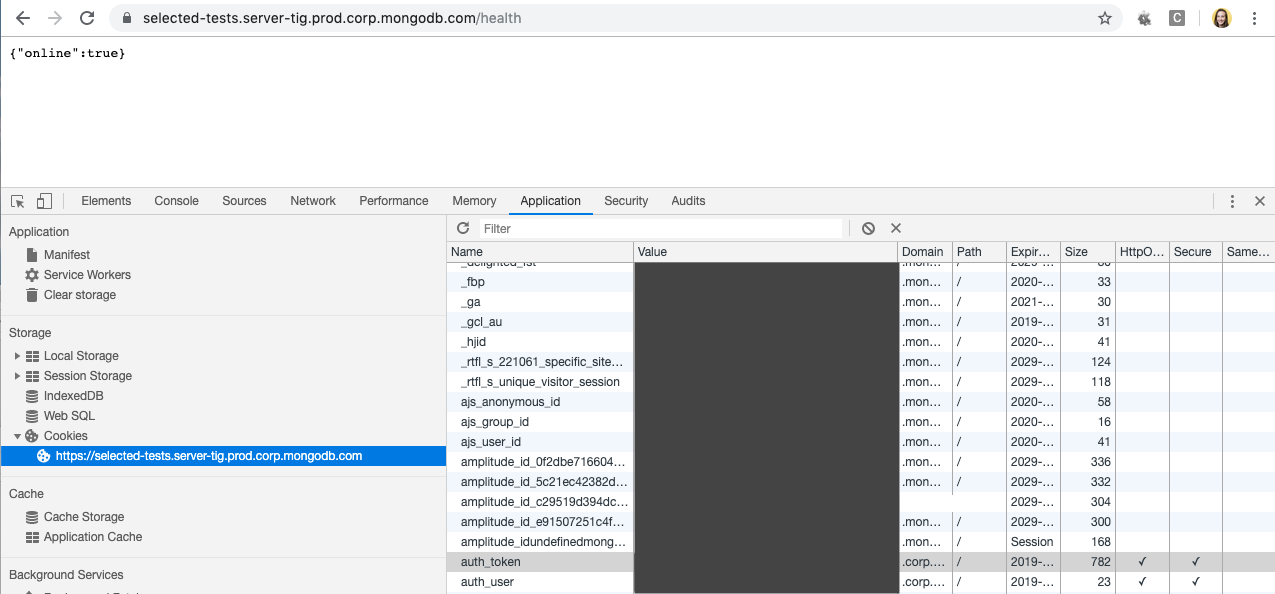 selected-tests.server-tig.prod.corp.mongodb.com/health
C
{"online":true}
Elements Console Sources Network Performance Memory Application Security Audits
Application
Manifest
Service Workers
Clear storage
Storage
Local Storage
Session Storage
IndexedDB
Web SQL
Cookies
https://selected-tests.server-tig.prod.corp.mongodb.com
Cache
Cache Storage
Application Cache
Background Services
Filter
Name Value Domain Path Expir... Size HttpO... Secure Same...
_fbp .mon... / 2020-... 33
_ga .mon... / 2021-... 30
_gcl_au .mon... / 2019-... 31
_hjid .mon... / 2020-... 41
_rtfl_s_221061_specific_site... .mon... / 2029-... 124
_rtfl_s_unique_visitor_session .mon... / 2029-... 118
ajs_anonymous_id .mon... / 2020-... 58
ajs_group_id .mon... / 2020-... 16
ajs_user_id .mon... / 2020-... 41
amplitude_id_0f2dbe716604... .mon... / 2029-... 336
amplitude_id_5c21ec42382d... .mon... / 2029-... 332
amplitude_id_c29519d394dc... 2029-... 304
amplitude_id_e91507251c4f... .mon... / 2029-... 300
amplitude_idundefinedmong... .mon... / Session 168
auth_token .corp.... / 2019-... 782 ✓ ✓
auth_user .corp.... / 2019-... 23 ✓ ✓